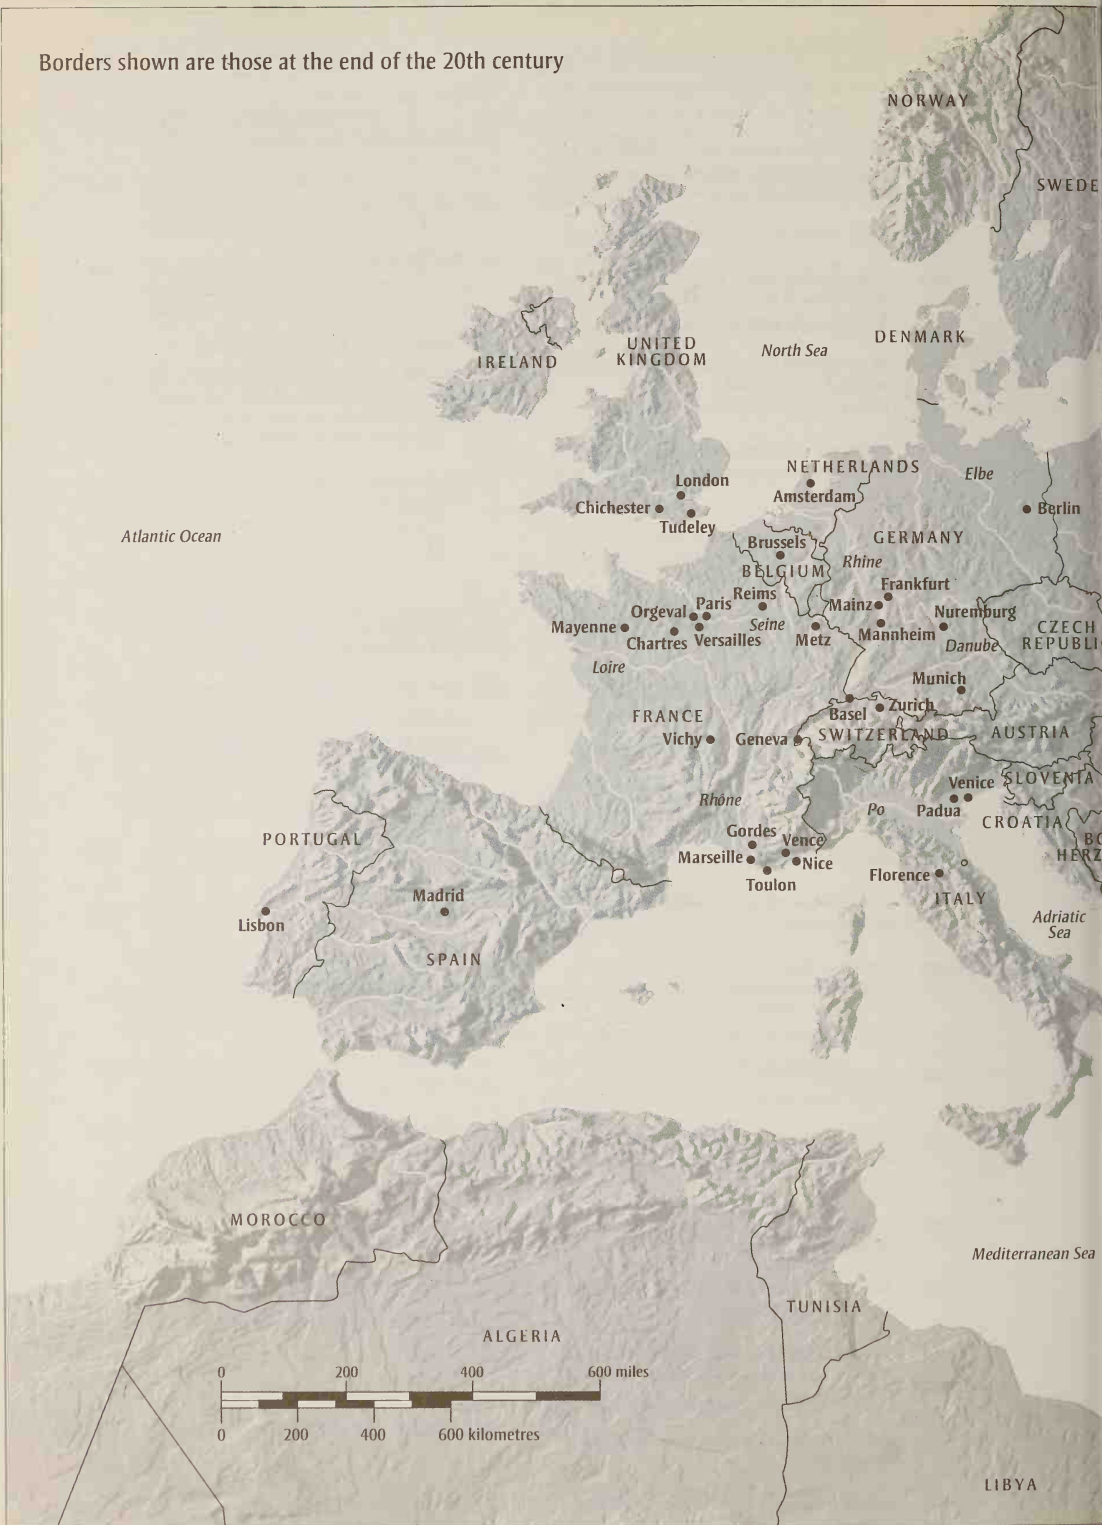 Borders shown are those at the end of the 20th century
NORWAY
SWEDE
DENMARK
North Sea
UNITED
KINGDOM
IRELAND
NETHERLANDS
Amsterdam
Elbe
London
Chichester
Tudeley
Berlin
Atlantic Ocean
Brussels
BELGIUM
GERMANY
Rhine
Frankfurt
Mainz
Nuremburg
Mannheim
Danube
CZECH
REPUBLI
Reims
Paris
Orgeval
Seine
Mayenne
Chartres
Versailles
Metz
Loire
Munich
FRANCE
Basel
Zurich
Vichy
Geneva
SWITZERLAND
AUSTRIA
Venice
SLOVENIA
Rhône
Po
Padua
CROATIA
BO
HERZ
PORTUGAL
Gordes
Vence
Marseille
Nice
Toulon
Florence
ITALY
Madrid
Lisbon
Adriatic
Sea
SPAIN
MOROCCO
Mediterranean Sea
TUNISIA
ALGERIA
0 200 400 600 miles
0 200 400 600 kilometres
LIBYA